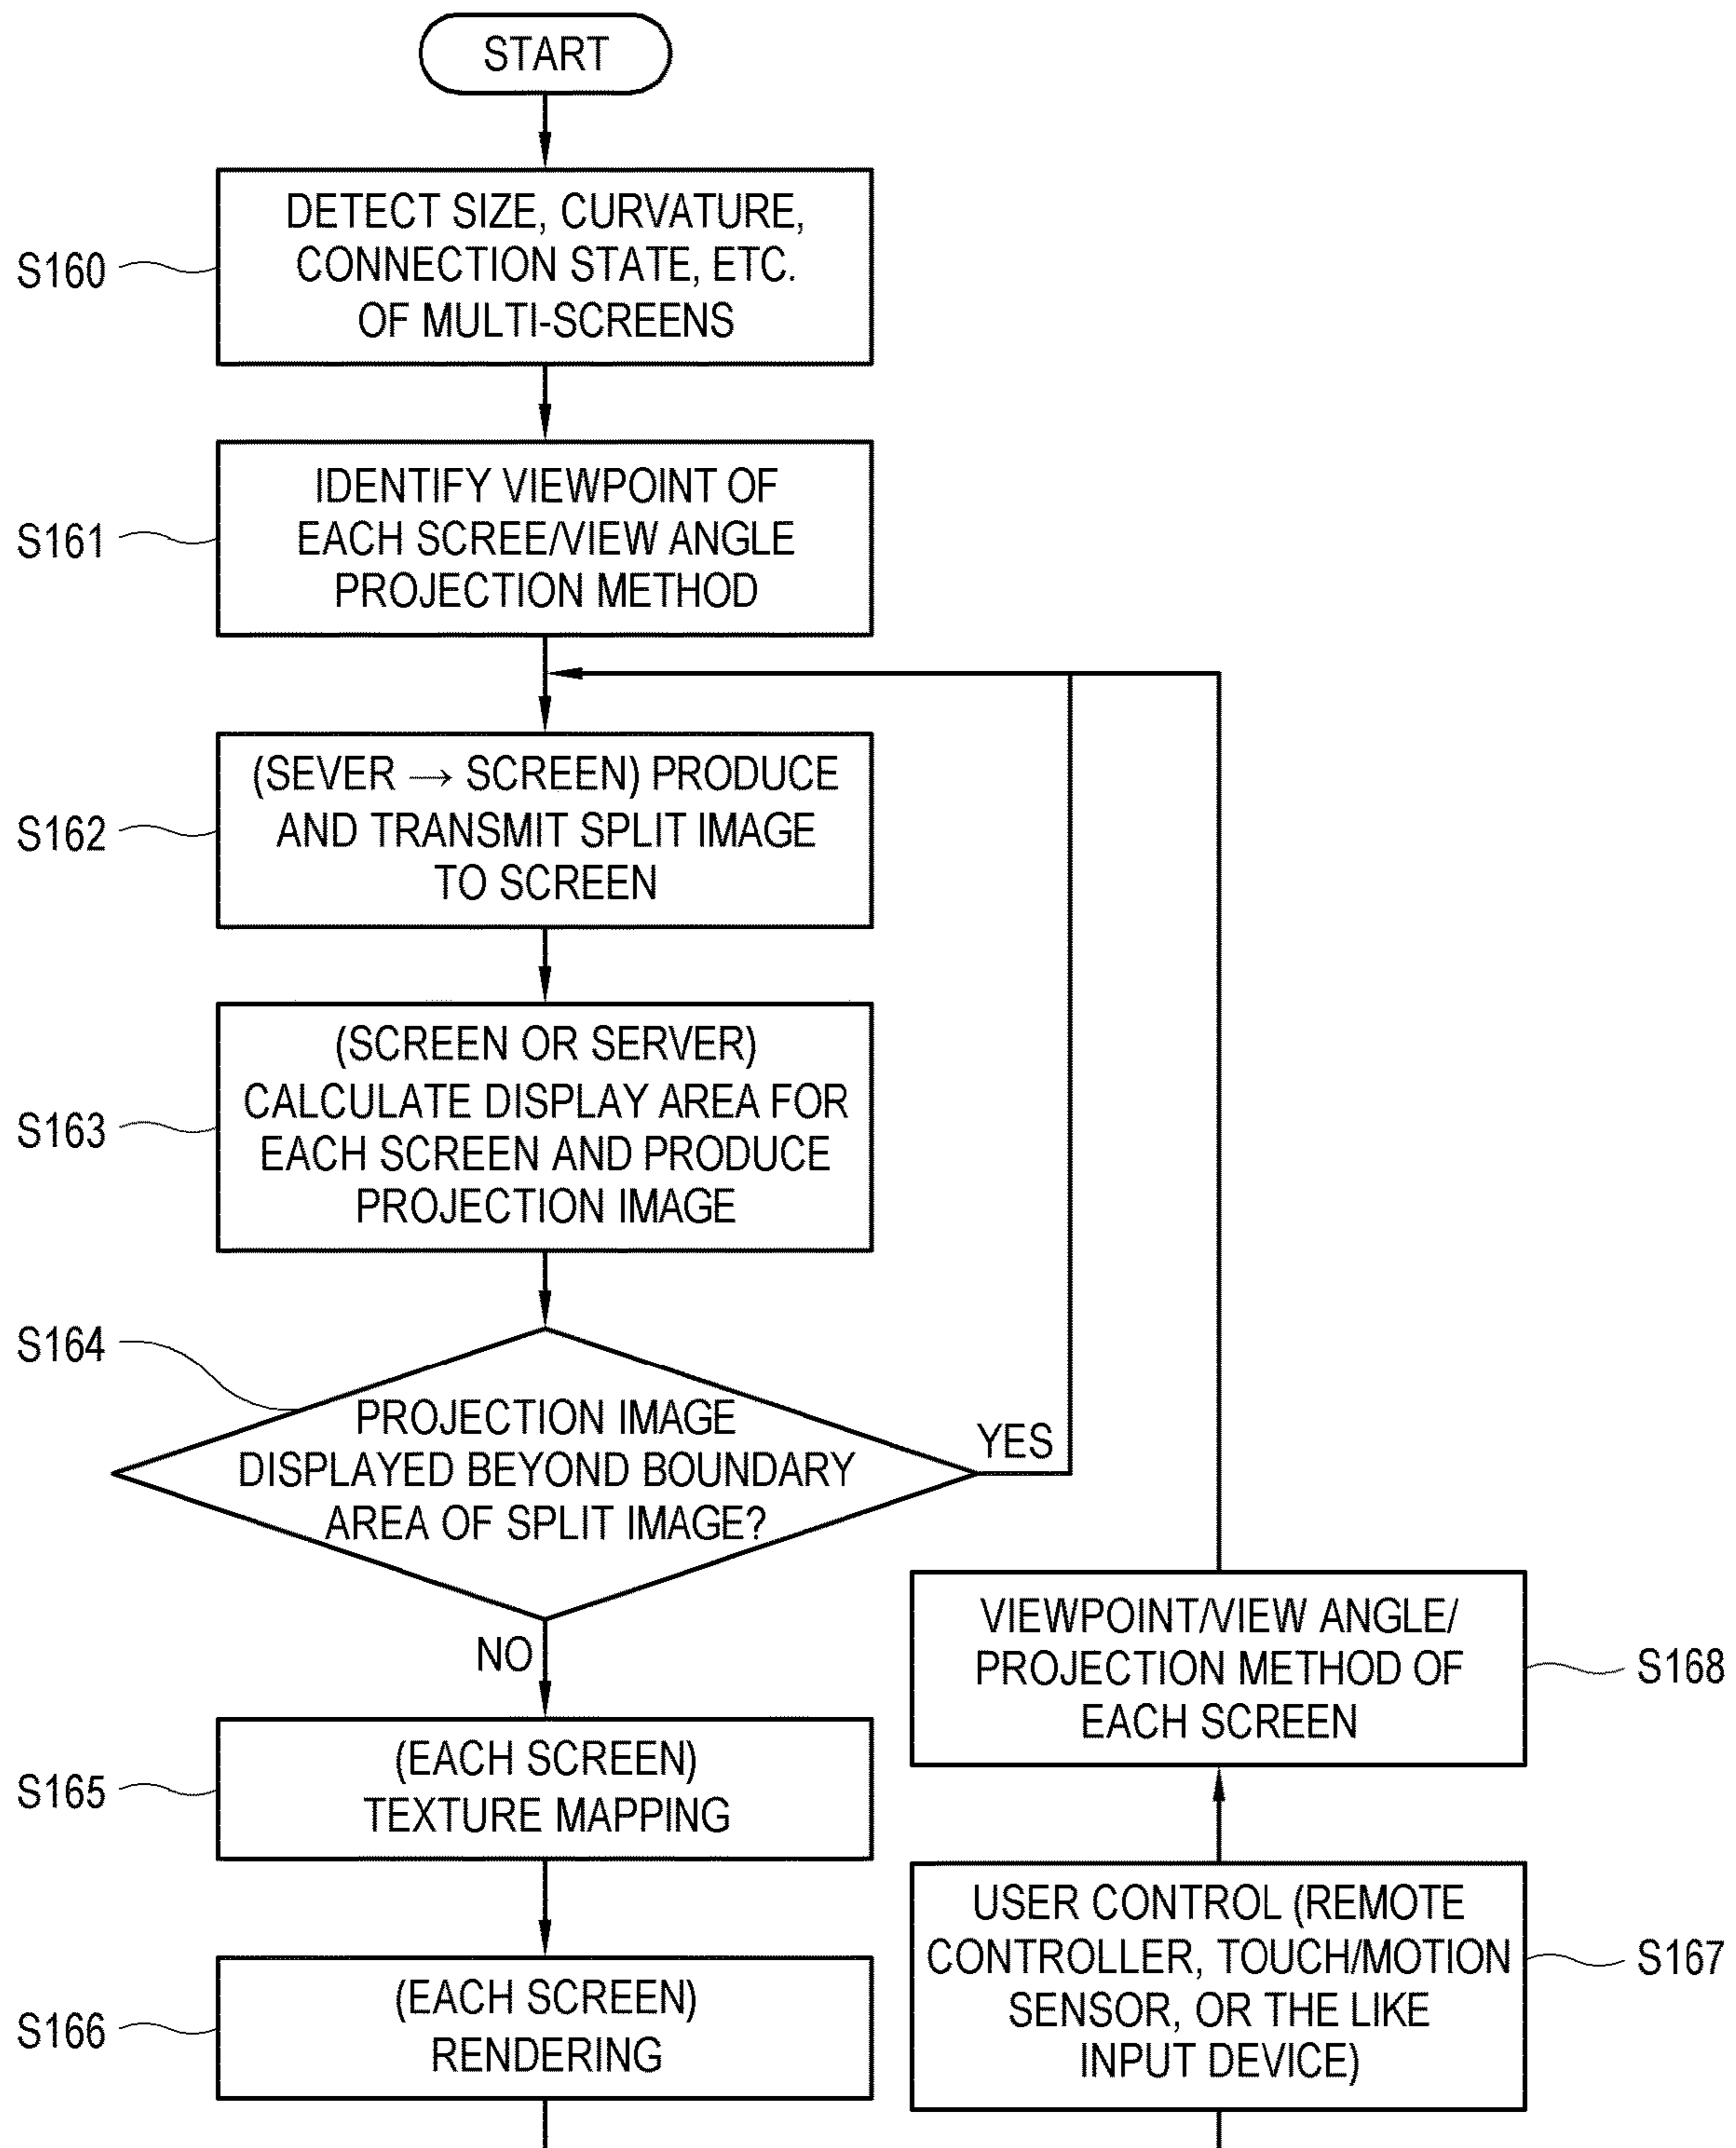 START
S160
DETECT SIZE, CURVATURE,
CONNECTION STATE, ETC.
OF MULTI-SCREENS
S161
IDENTIFY VIEWPOINT OF
EACH SCREE/VIEW ANGLE
PROJECTION METHOD
S162
(SEVER → SCREEN) PRODUCE
AND TRANSMIT SPLIT IMAGE
TO SCREEN
S163
(SCREEN OR SERVER)
CALCULATE DISPLAY AREA FOR
EACH SCREEN AND PRODUCE
PROJECTION IMAGE
S164
PROJECTION IMAGE
DISPLAYED BEYOND BOUNDARY
AREA OF SPLIT IMAGE?
YES
NO
S165
(EACH SCREEN)
TEXTURE MAPPING
S166
(EACH SCREEN)
RENDERING
VIEWPOINT/VIEW ANGLE/
PROJECTION METHOD OF
EACH SCREEN
S168
USER CONTROL (REMOTE
CONTROLLER, TOUCH/MOTION
SENSOR, OR THE LIKE
INPUT DEVICE)
S167